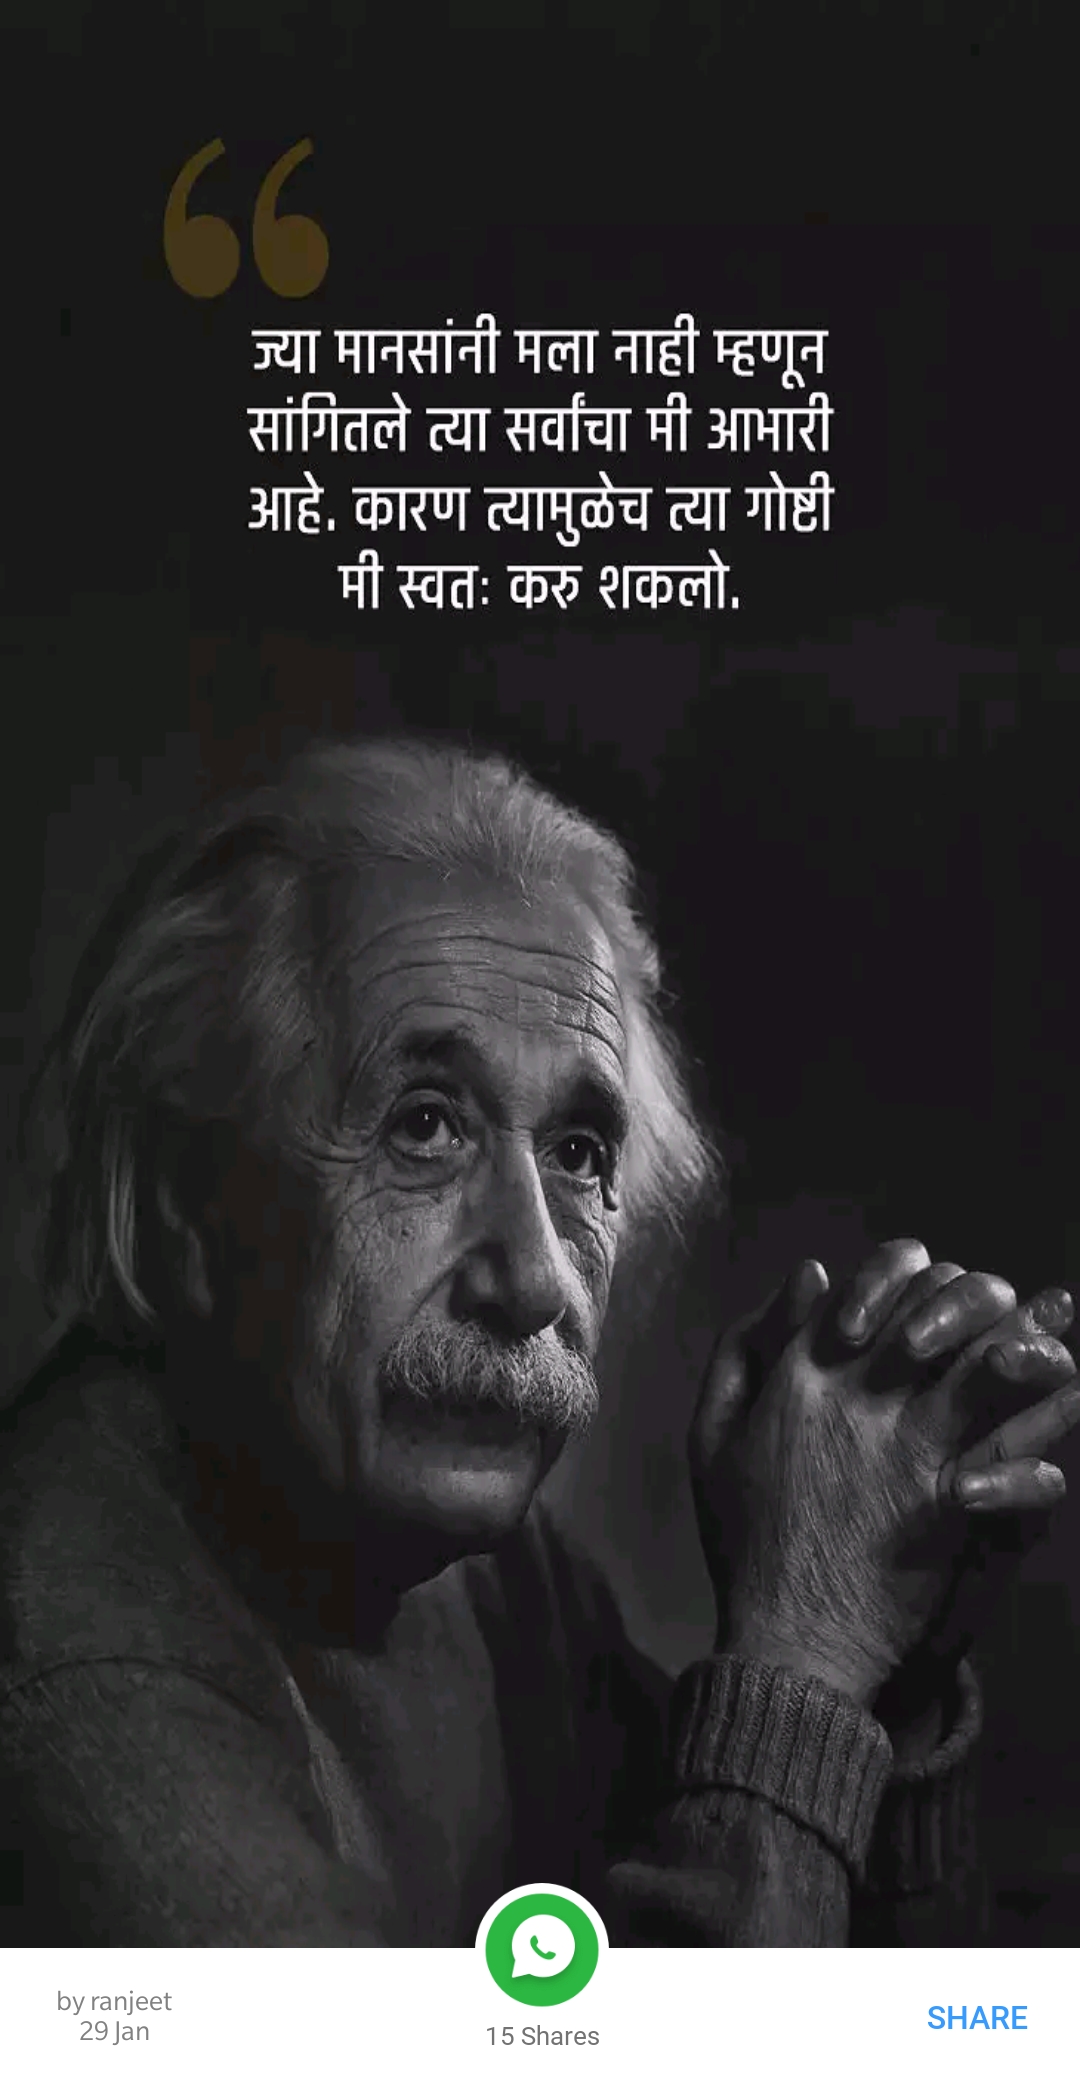 ज्या मानसांनी मला नाही म्हणून
सांगितले त्या सर्वांचा मी आभारी
आहे. कारण त्यामुळेच त्या गोष्टी
मी स्वतः करु शकलो.
by ranjeet
29 Jan
15 Shares
SHARE